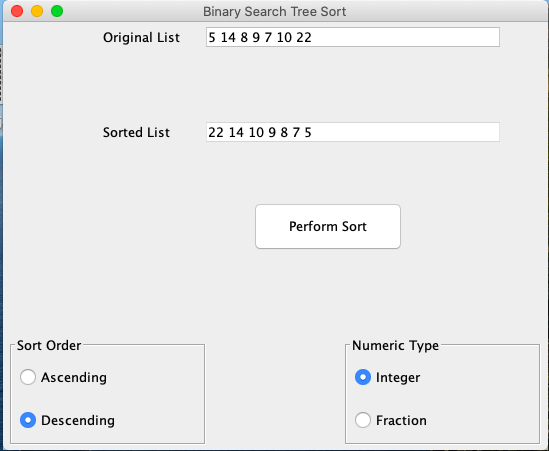 Binary Search Tree Sort
Original List 5 14 8 9 7 10 22
Sorted List 22 14 10 9 8 7 5
Perform Sort
Sort Order Numeric Type
Ascending Integer
Descending Fraction